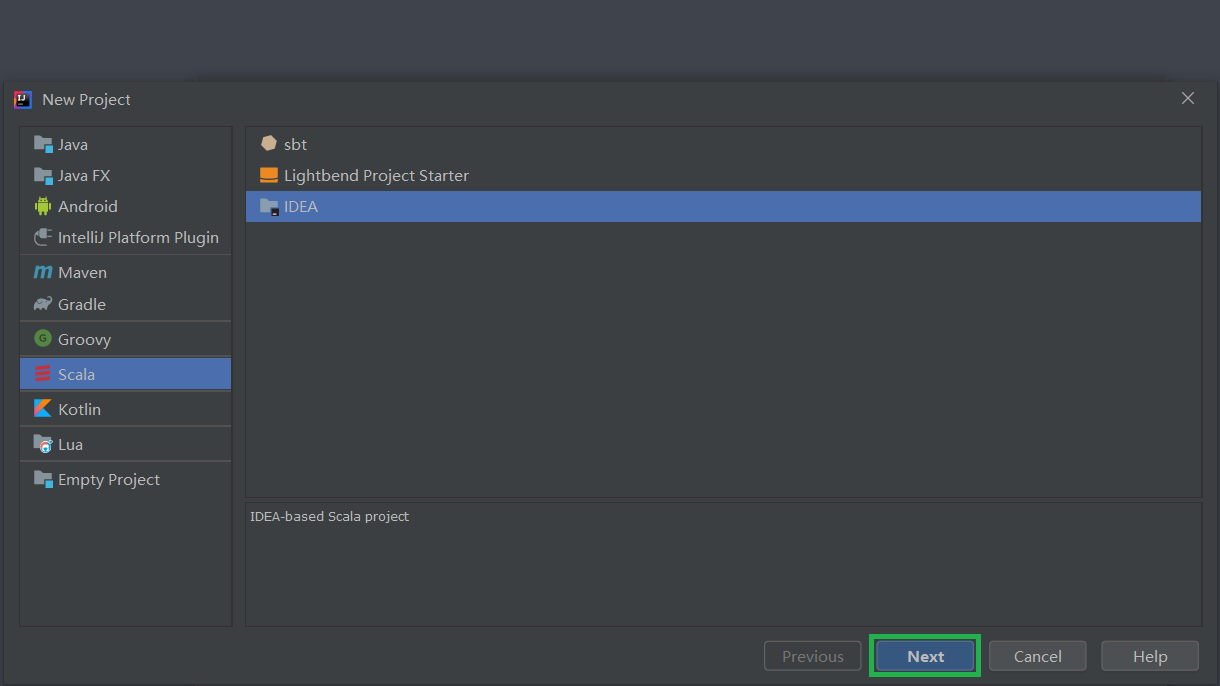 New Project
Java
Java FX
Android
IntelliJ Platform Plugin
Maven
Gradle
Groovy
Scala
Kotlin
Lua
Empty Project
sbt
Lightbend Project Starter
IDEA
IDEA-based Scala project
Previous Next Cancel Help